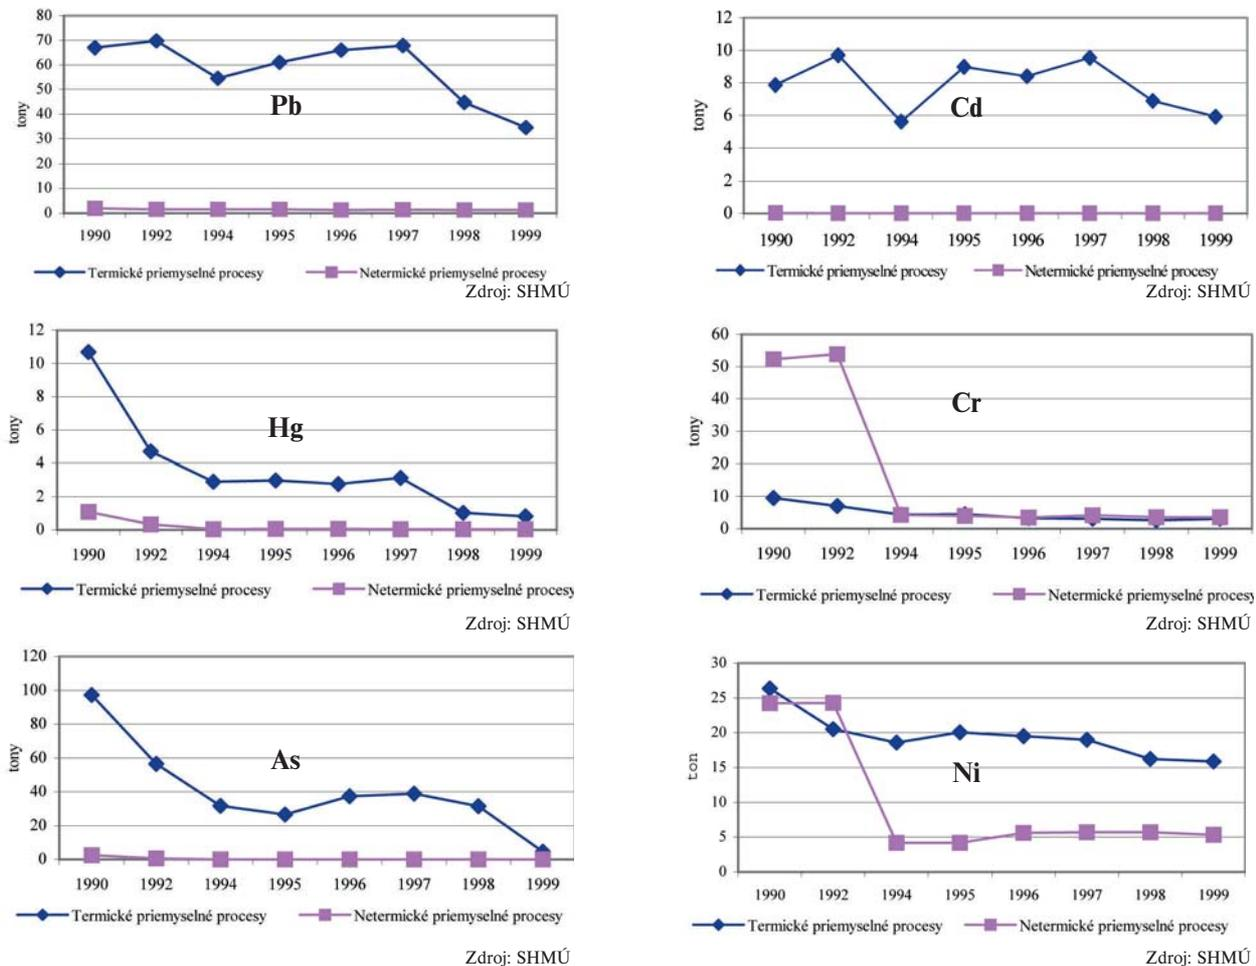 80
70
60
50
40
30
20
10
0
tony
Pb
1990 1992 1994 1995 1996 1997 1998 1999
Termické priemyselné procesy Netermické priemyselné procesy
Zdroj: SHMÚ
12
10
8
6
4
2
0
tony
Cd
1990 1992 1994 1995 1996 1997 1998 1999
Termické priemyselné procesy Netermické priemyselné procesy
Zdroj: SHMÚ
12
10
8
6
4
2
0
tony
Hg
1990 1992 1994 1995 1996 1997 1998 1999
Termické priemyselné procesy Netermické priemyselné procesy
Zdroj: SHMÚ
60
50
40
30
20
10
0
tony
Cr
1990 1992 1994 1995 1996 1997 1998 1999
Termické priemyselné procesy Netermické priemyselné procesy
Zdroj: SHMÚ
120
100
80
60
40
20
0
tony
As
1990 1992 1994 1995 1996 1997 1998 1999
Termické priemyselné procesy Netermické priemyselné procesy
Zdroj: SHMÚ
30
25
20
15
10
5
0
ton
Ni
1990 1992 1994 1995 1996 1997 1998 1999
Termické priemyselné procesy Netermické priemyselné procesy
Zdroj: SHMÚ